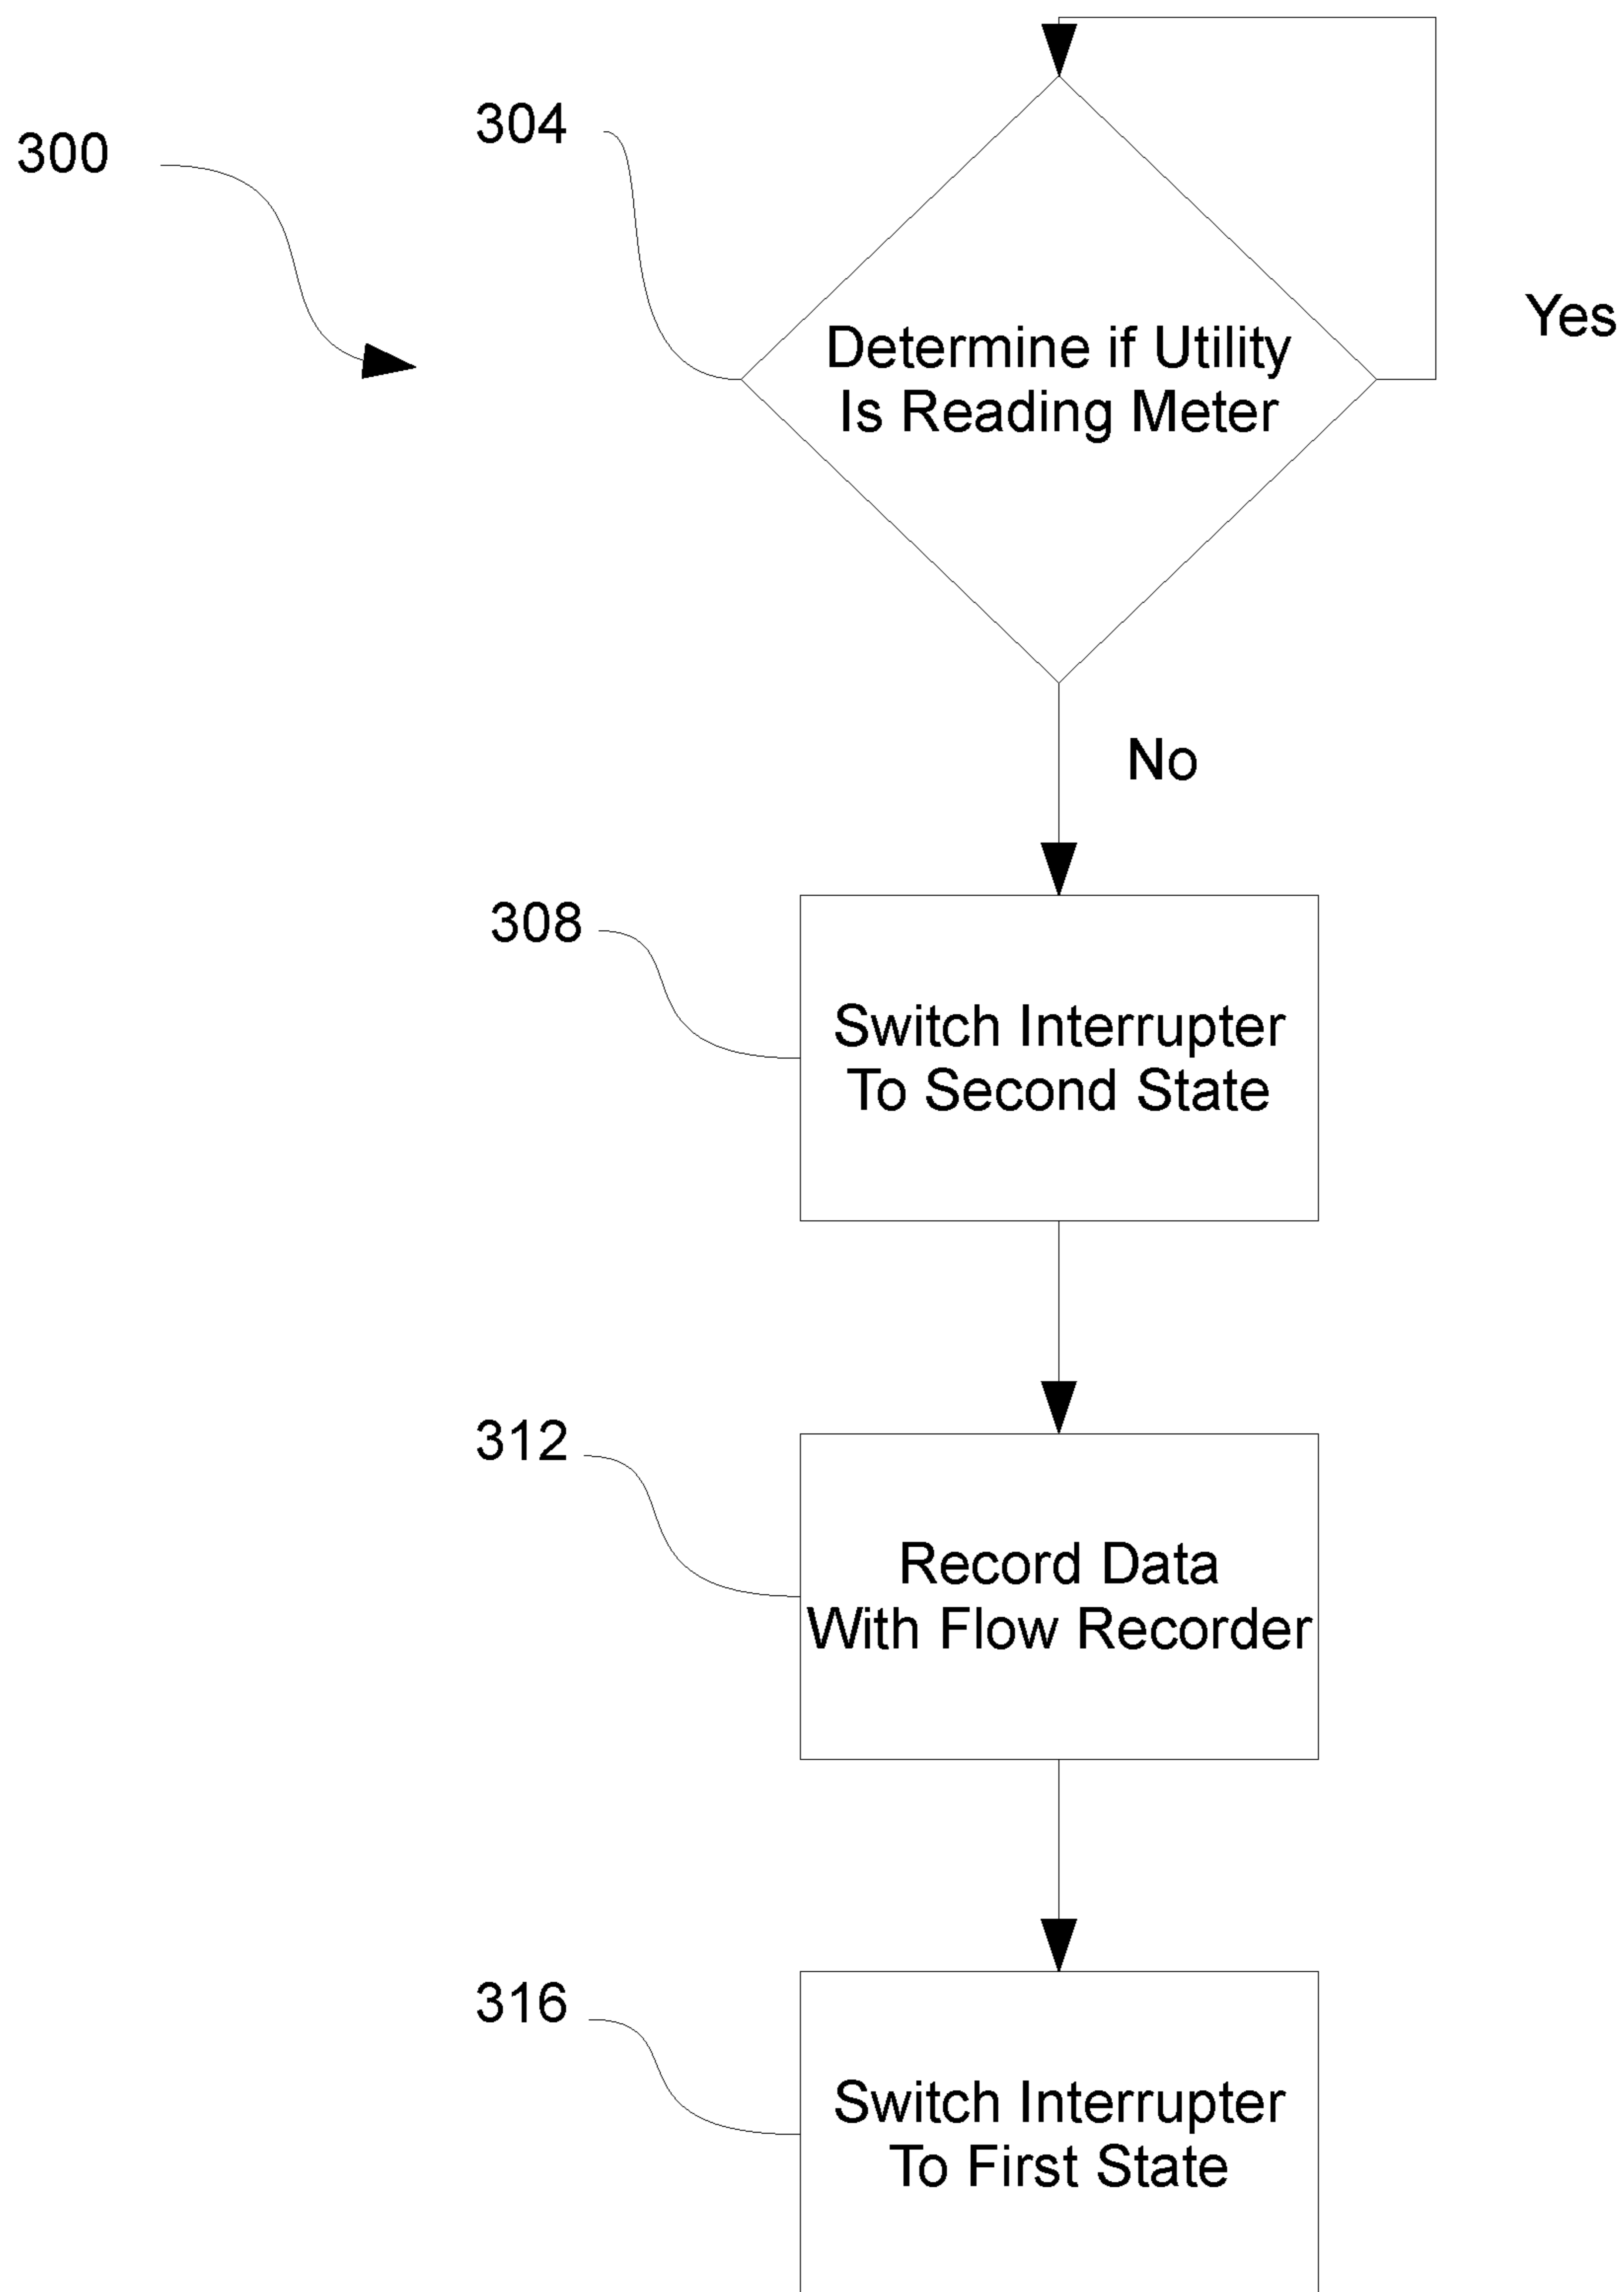 300
304
Determine if Utility
Is Reading Meter
Yes
No
308
Switch Interrupter
To Second State
312
Record Data
With Flow Recorder
316
Switch Interrupter
To First State